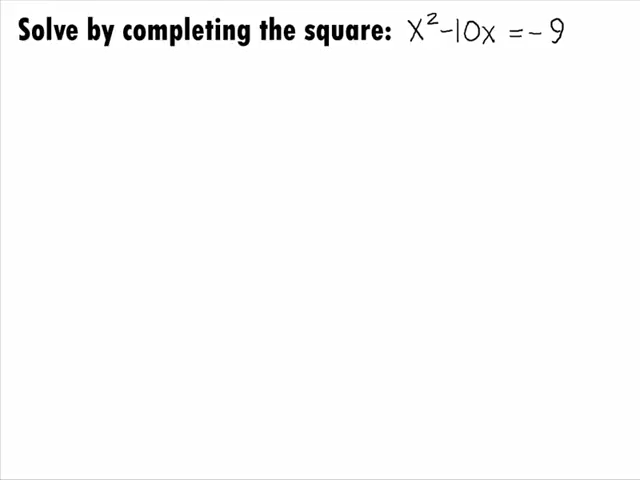 Solve by completing the square: x² - 10x = - 9